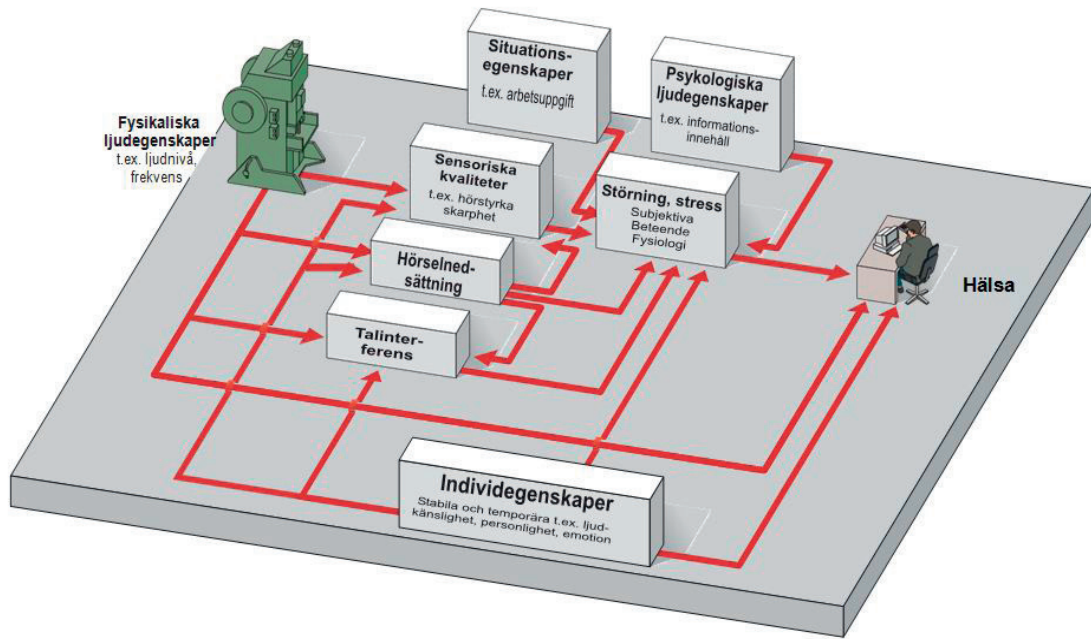 Situations-
egenskaper
t.ex. arbetsuppgift
Psykologiska
ljudegenskaper
t.ex. informations-
innehåll
Fysikaliska
ljudegenskaper
t.ex. ljudnivå,
frekvens
Sensoriska
kvaliteter
t.ex. hörstyrka
skarphet
Störning, stress
Subjektiva
Beteende
Fysiologi
Hörselned-
sättning
Hälsa
Talinter-
ferens
Individegenskaper
Stabila och temporära t.ex. ljud-
känslighet, personlighet, emotion